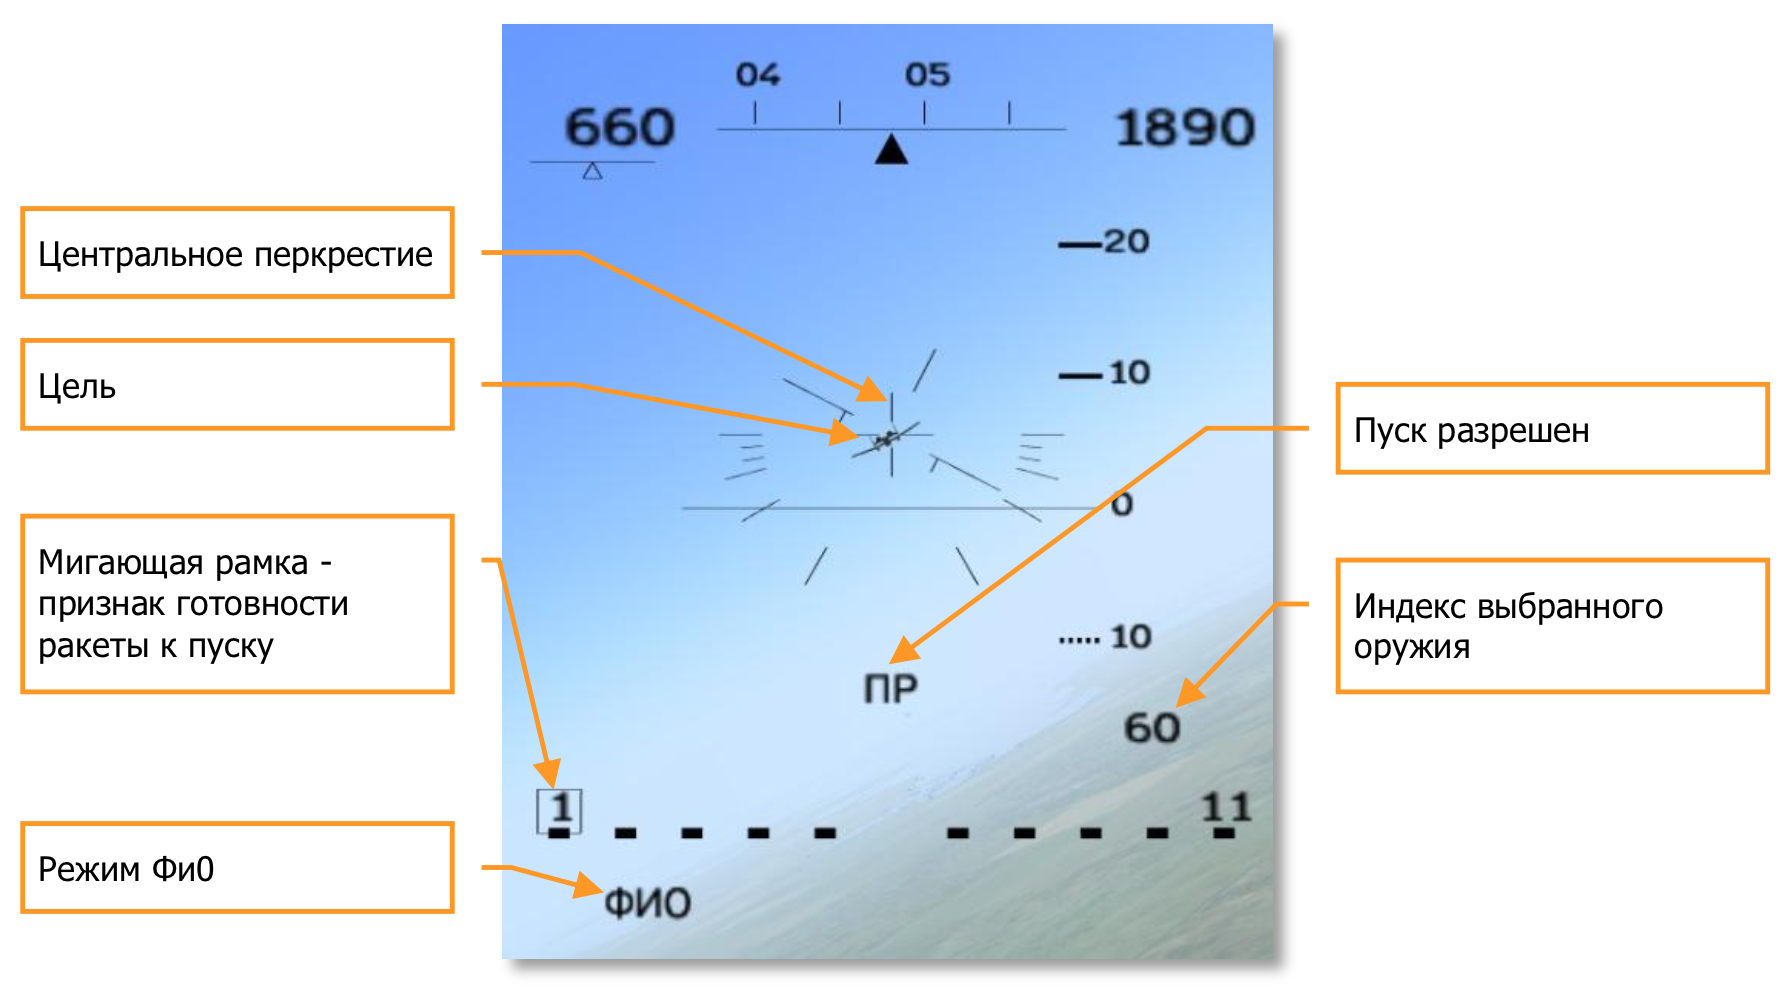 04 05
660
1890
20
Центральное перкрестие
10
Цель
Пуск разрешен
0
Мигающая рамка -
признак готовности
ракеты к пуску
Индекс выбранного
оружия
10
ПР
60
1
11
Режим Фи0
ФИО